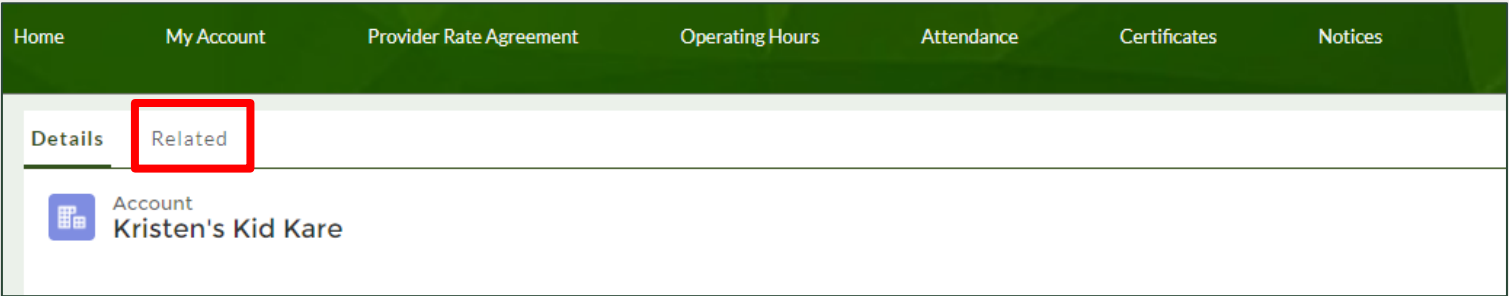 Home My Account Provider Rate Agreement Operating Hours Attendance Certificates Notices
Details Related
Account
Kristen's Kid Kare